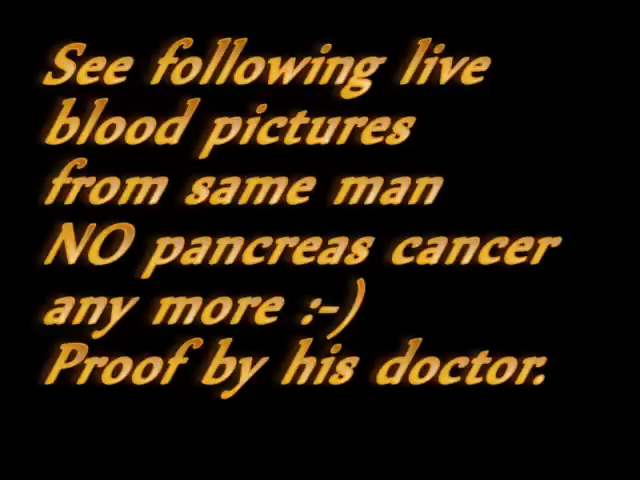 See following live
blood pictures
from same man
NO pancreas cancer
any more :-)
Proof by his doctor.